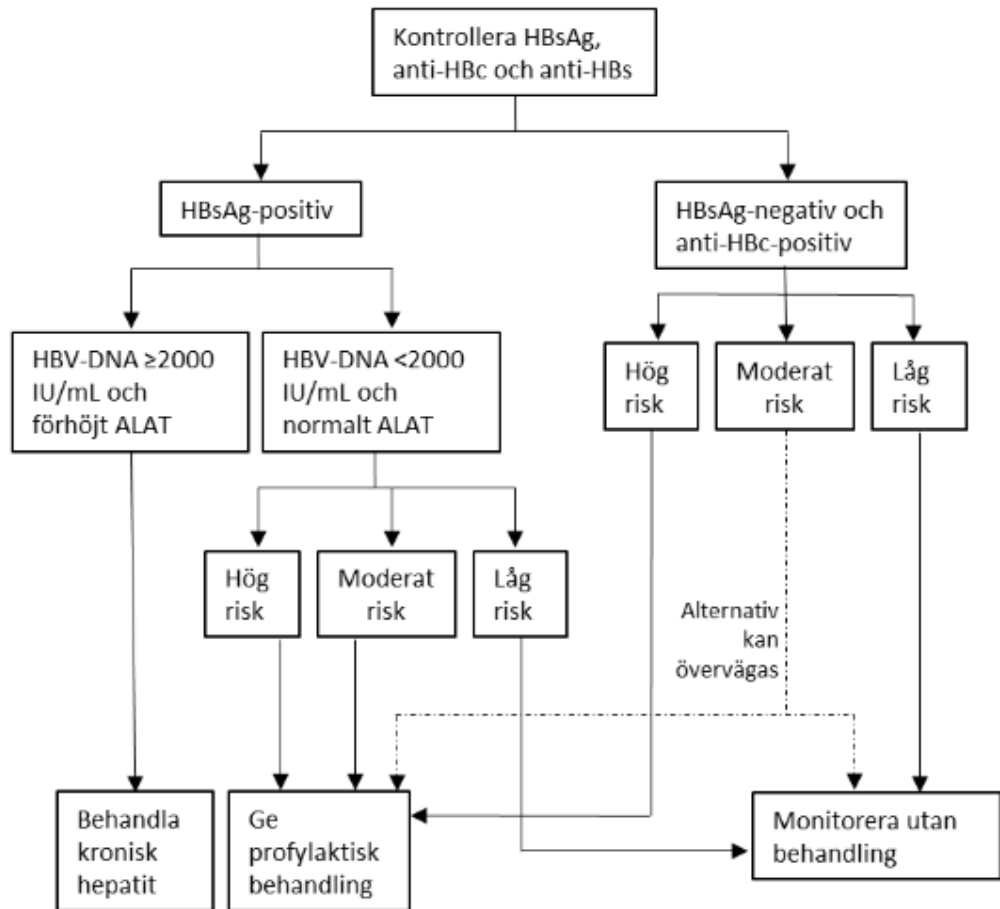 Kontrollera HBsAg,
anti-HBc och anti-HBs
HBsAg-positiv
HBsAg-negativ och
anti-HBc-positiv
HBV-DNA ≥2000
IU/mL och
förhöjt ALAT
HBV-DNA <2000
IU/mL och
normalt ALAT
Hög
risk
Moderat
risk
Låg
risk
Hög
risk
Moderat
risk
Låg
risk
Alternativ
kan
övervägas
Behandla
kronisk
hepatit
Ge
profylaktisk
behandling
Monitorera utan
behandling